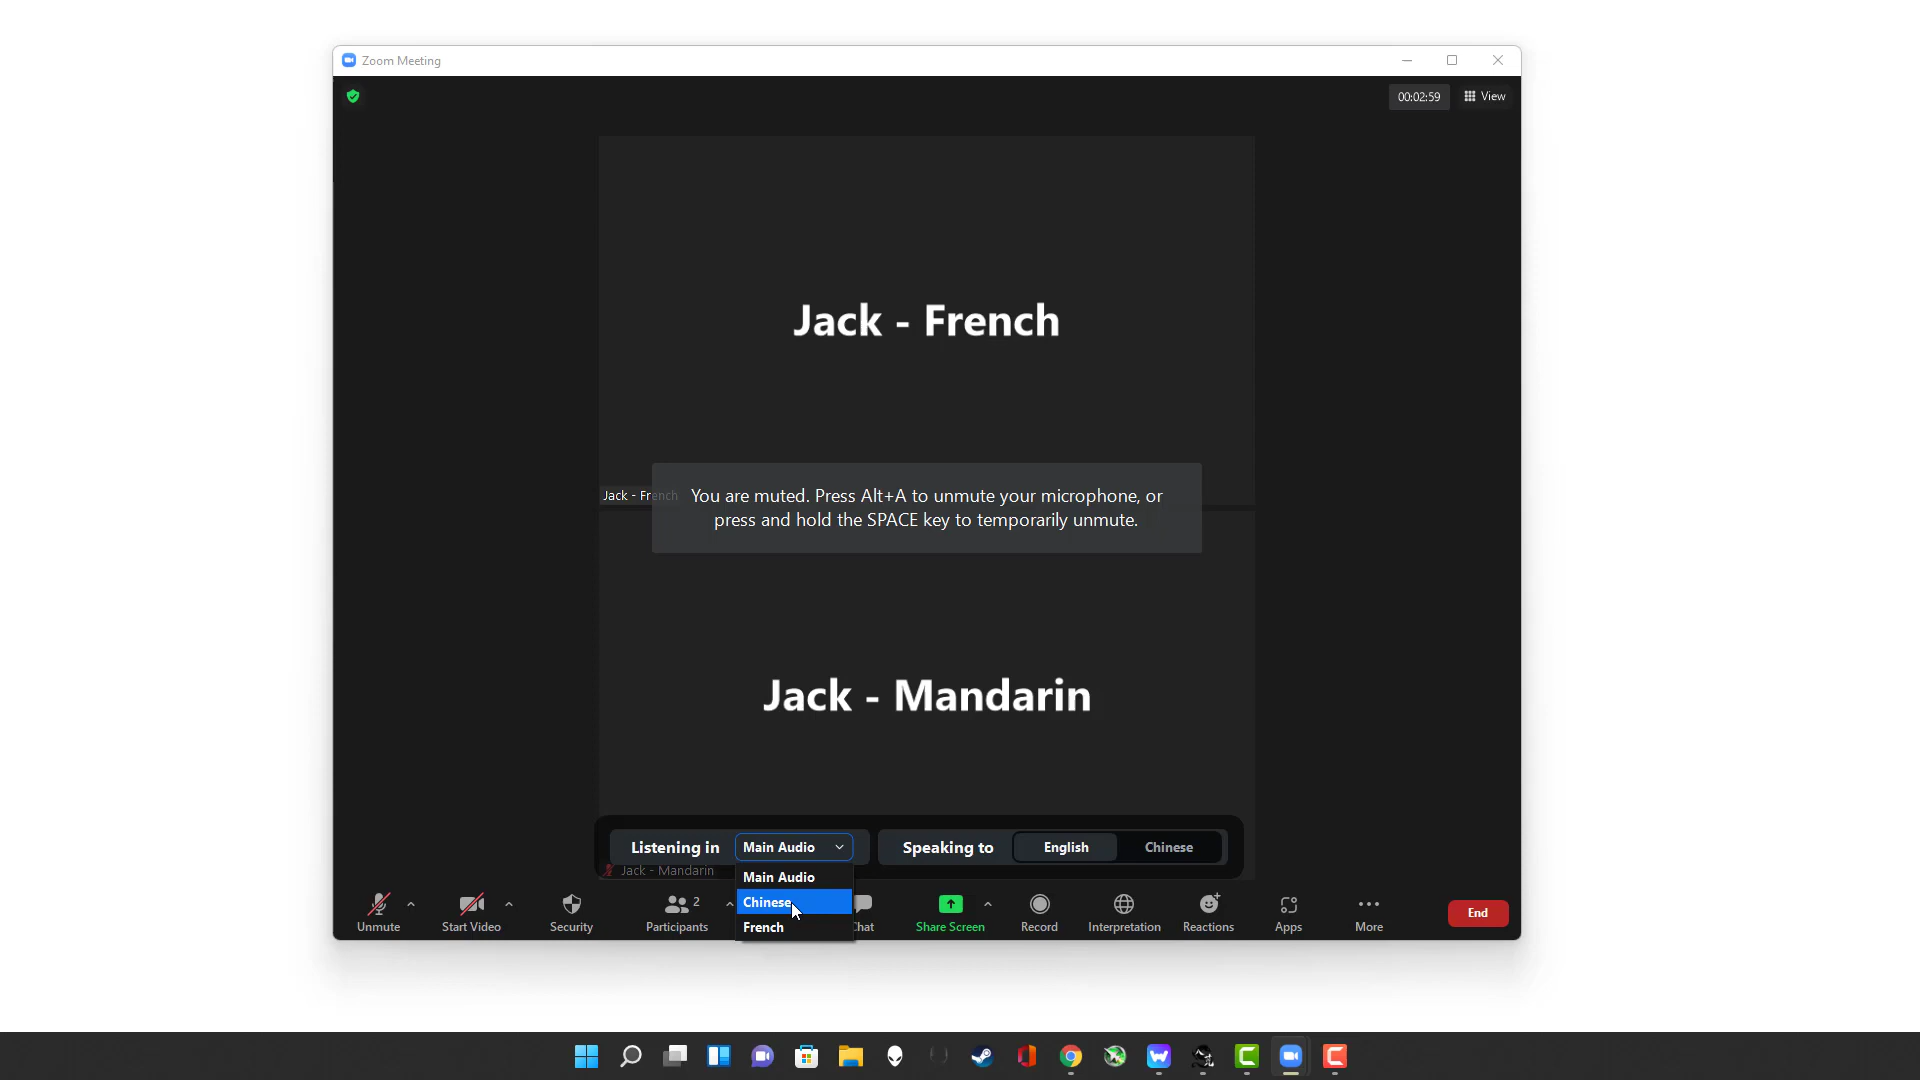 Zoom Meeting
00:02:59
View
Jack - French
Jack - French
You are muted. Press Alt+A to unmute your microphone, or
press and hold the SPACE key to temporarily unmute.
Jack - Mandarin
Listening in
Main Audio
Speaking to
English
Chinese
Jack - Mandarin
Main Audio
Chinese
French
Unmute
Start Video
Security
2
Participants
Chat
Share Screen
Record
Interpretation
Reactions
Apps
More
End